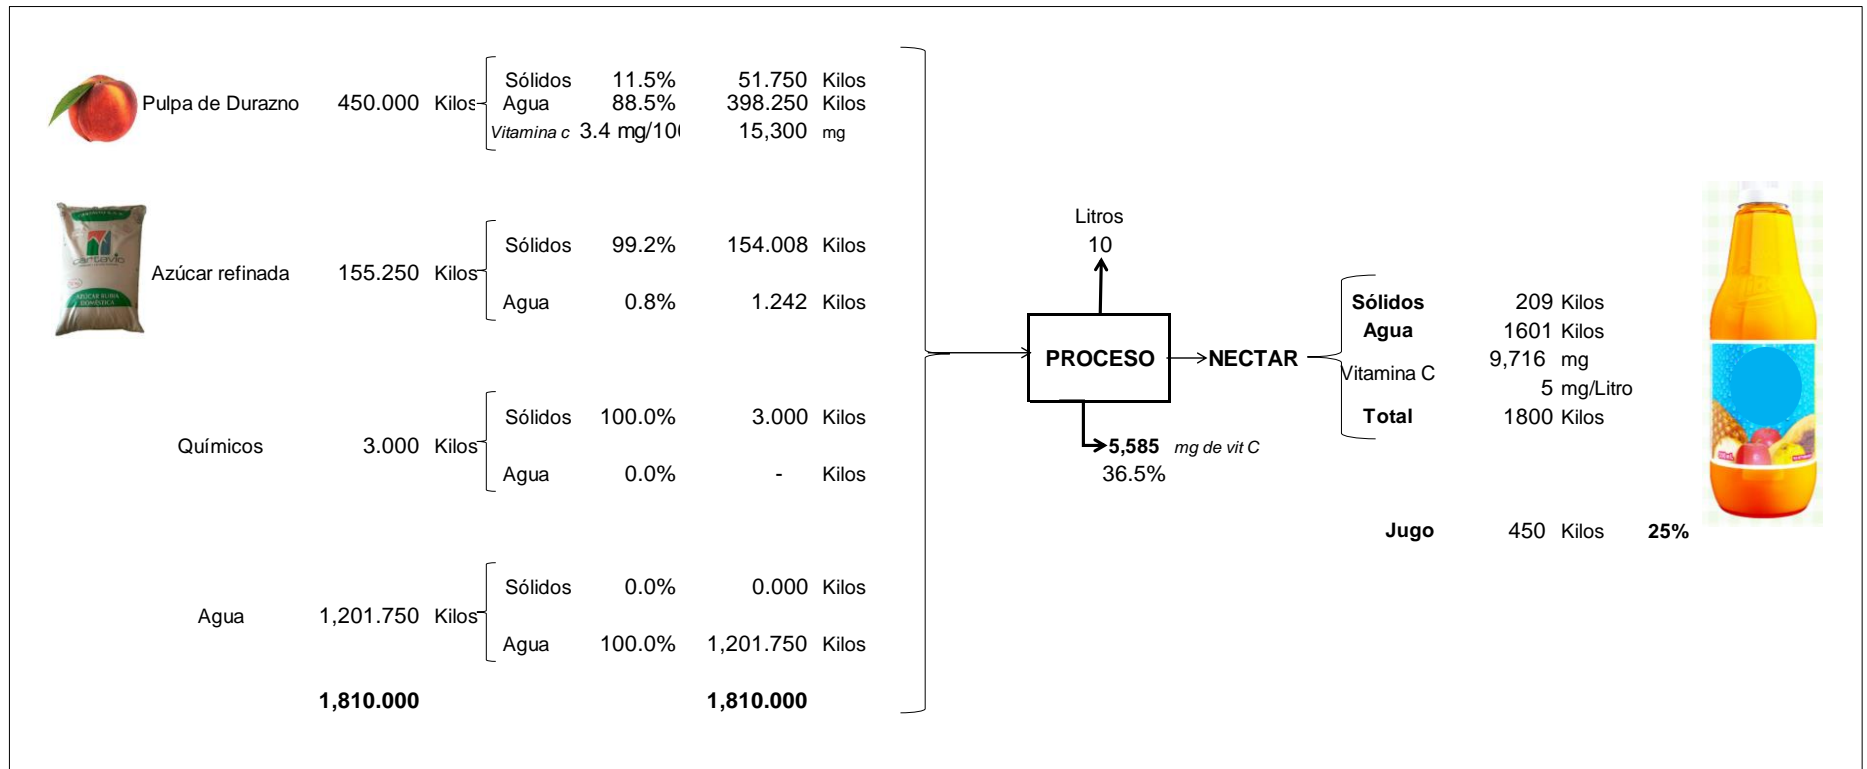 Sólidos 11.5% 51.750 Kilos
Pulpa de Durazno 450.000 Kilos Agua 88.5% 398.250 Kilos
Vitamina c 3.4 mg/10 15,300 mg
Litros
10
Sólidos 99.2% 154.008 Kilos
cartavio
Azúcar refinada 155.250 Kilos
AZÚCAR RUBIA
DOMÉSTICA
Agua 0.8% 1.242 Kilos
PROCESO NECTAR
Sólidos 209 Kilos
Agua 1601 Kilos
Vitamina C 9,716 mg
5 mg/Litro
Total 1800 Kilos
5,585 mg de vit C
36.5%
Sólidos 100.0% 3.000 Kilos
Químicos 3.000 Kilos
Agua 0.0% - Kilos
Jugo 450 Kilos 25%
Sólidos 0.0% 0.000 Kilos
Agua 1,201.750 Kilos
Agua 100.0% 1,201.750 Kilos
1,810.000 1,810.000